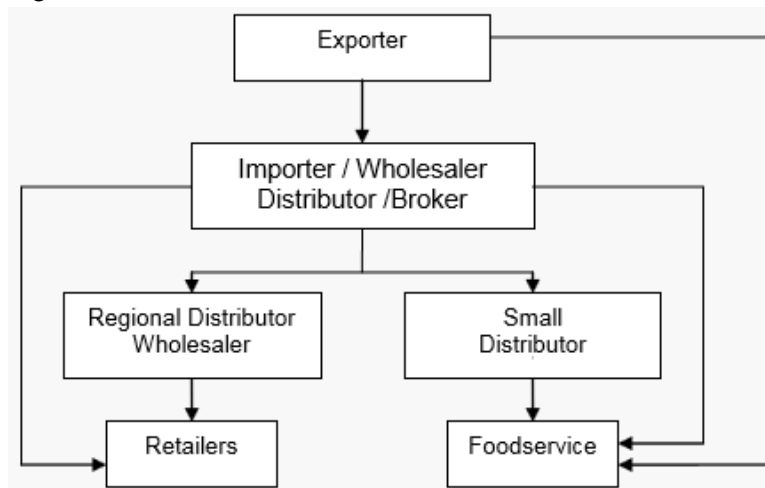 Exporter
Importer / Wholesaler
Distributor /Broker
Regional Distributor
Wholesaler
Small
Distributor
Retailers
Foodservice